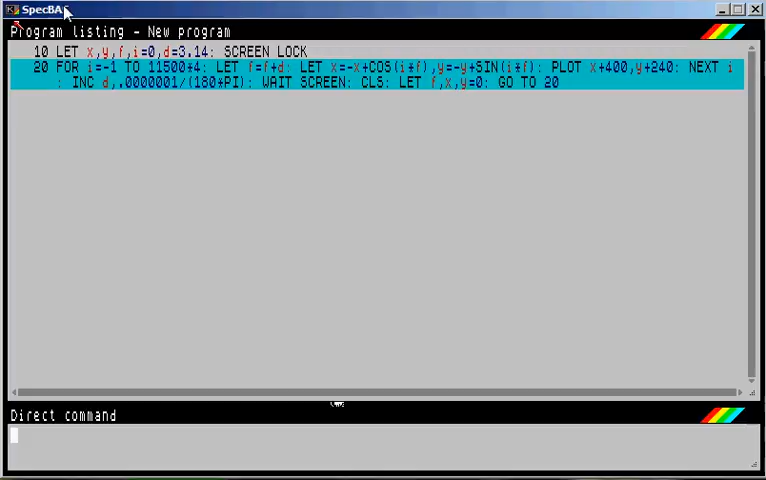 SpecBAS
Program listing - New program
10 LET x,y,f,i=0,d=3.14: SCREEN LOCK
20 FOR i=-1 TO 11500*4: LET f=f+d: LET x=-x+COS(i*f),y=-y+SIN(i*f): PLOT x+400,y+240: NEXT i
: INC d,.0000001/(180*PI): WAIT SCREEN: CLS: LET f,x,y=0: GO TO 20
Direct command